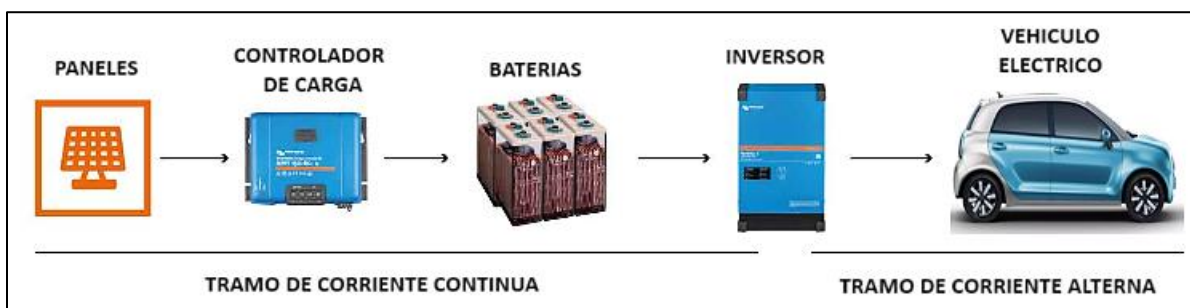 PANELES
CONTROLADOR
DE CARGA
BATERIAS
INVERSOR
VEHICULO
ELECTRICO
TRAMO DE CORRIENTE CONTINUA
TRAMO DE CORRIENTE ALTERNA